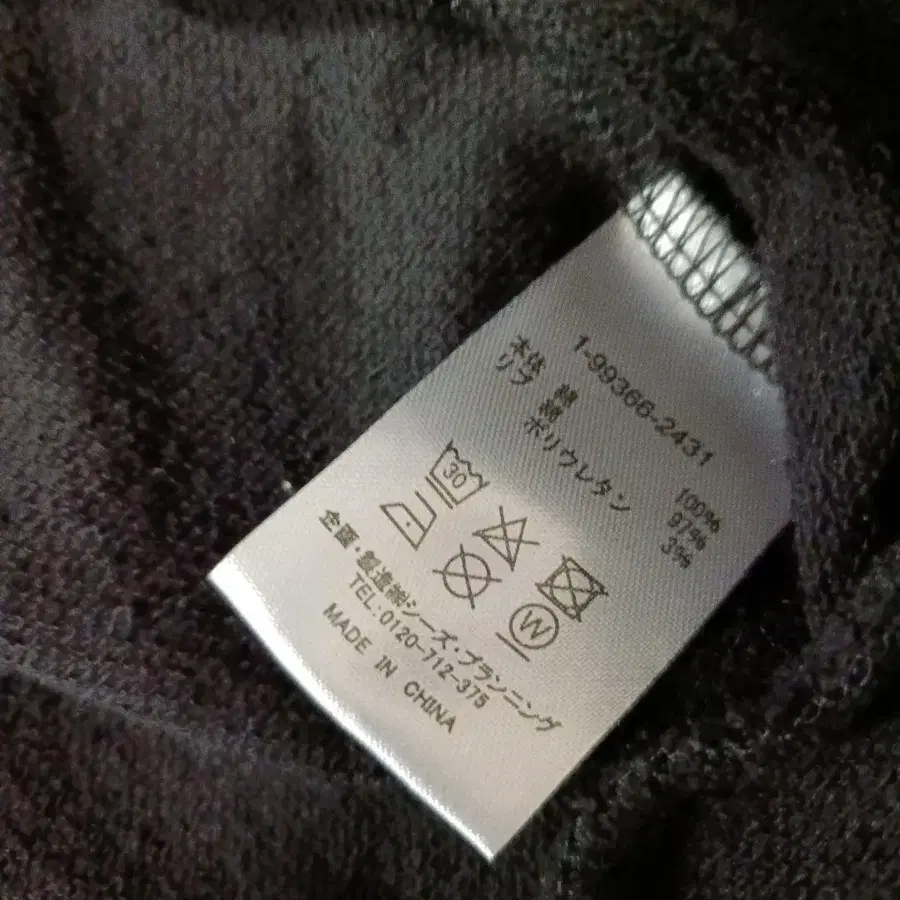 1-99366-2431
本体 綿 100%
リブ 綿 97%
ポリウレタン 3%
30
W
企画・製造㈱シーズ・プランニング
TEL:0120-712-375
MADE IN CHINA